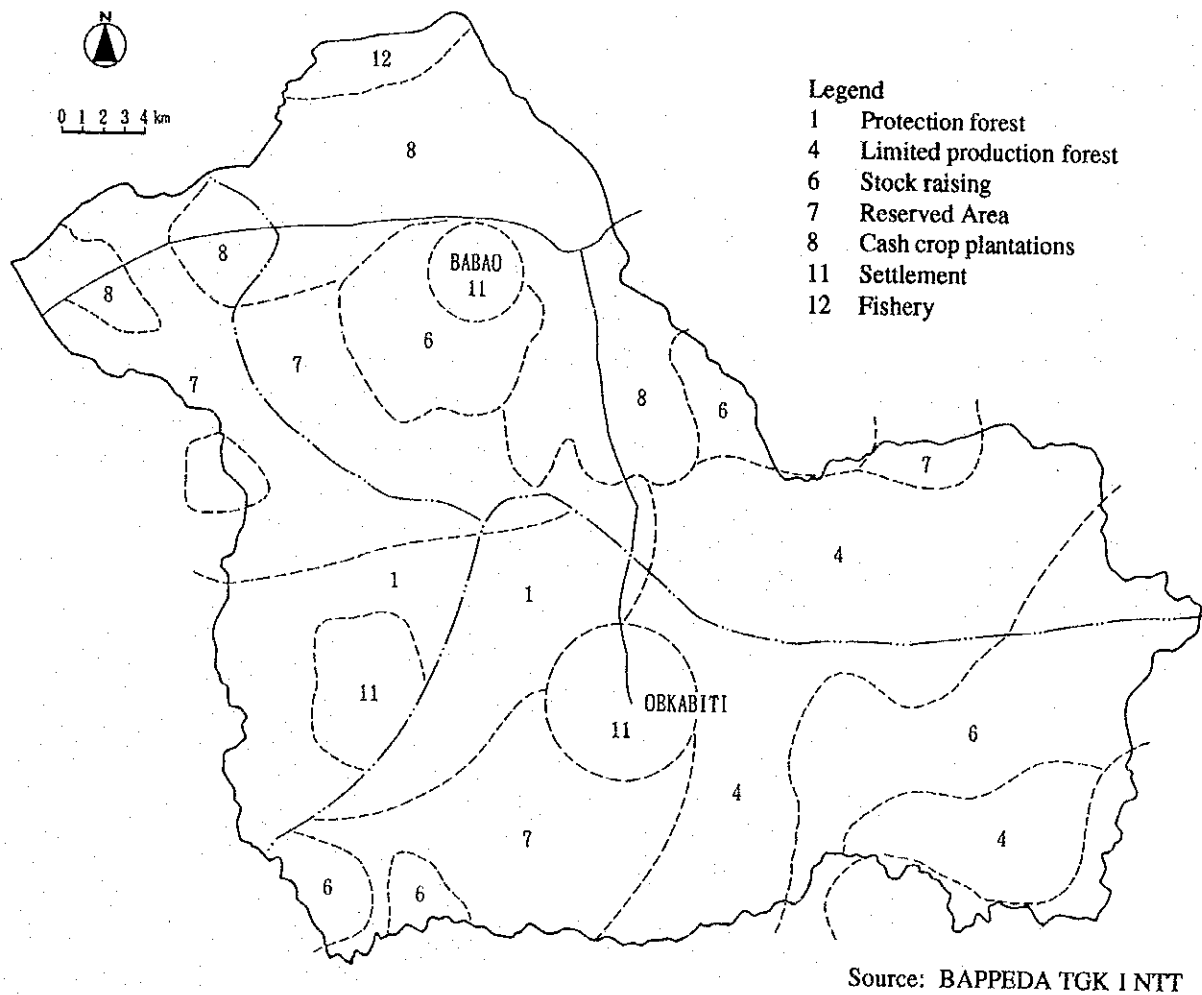 N
0 1 2 3 4 km
Legend
1 Protection forest
4 Limited production forest
6 Stock raising
7 Reserved Area
8 Cash crop plantations
11 Settlement
12 Fishery
12
8
8
8
BABAO
11
6
7
7
8
6
7
4
1
1
11
OBKABITI
11
6
4
4
7
6
6
Source: BAPPEDA TGK I NTT